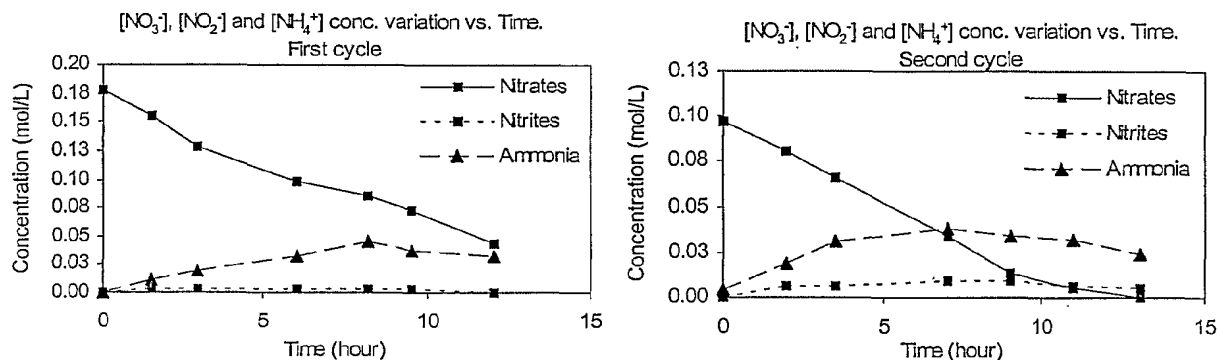 [NO₃⁻], [NO₂⁻] and [NH₄⁺] conc. variation vs. Time.
First cycle
Concentration (mol/L)
0.20
0.18
0.15
0.13
0.10
0.08
0.05
0.03
0.00
Nitrates
Nitrites
Ammonia
0
5
10
15
Time (hour)
[NO₃⁻], [NO₂⁻] and [NH₄⁺] conc. variation vs. Time.
Second cycle
Concentration (mol/L)
0.13
0.10
0.08
0.05
0.03
0.00
Nitrates
Nitrites
Ammonia
0
5
10
15
Time (hour)